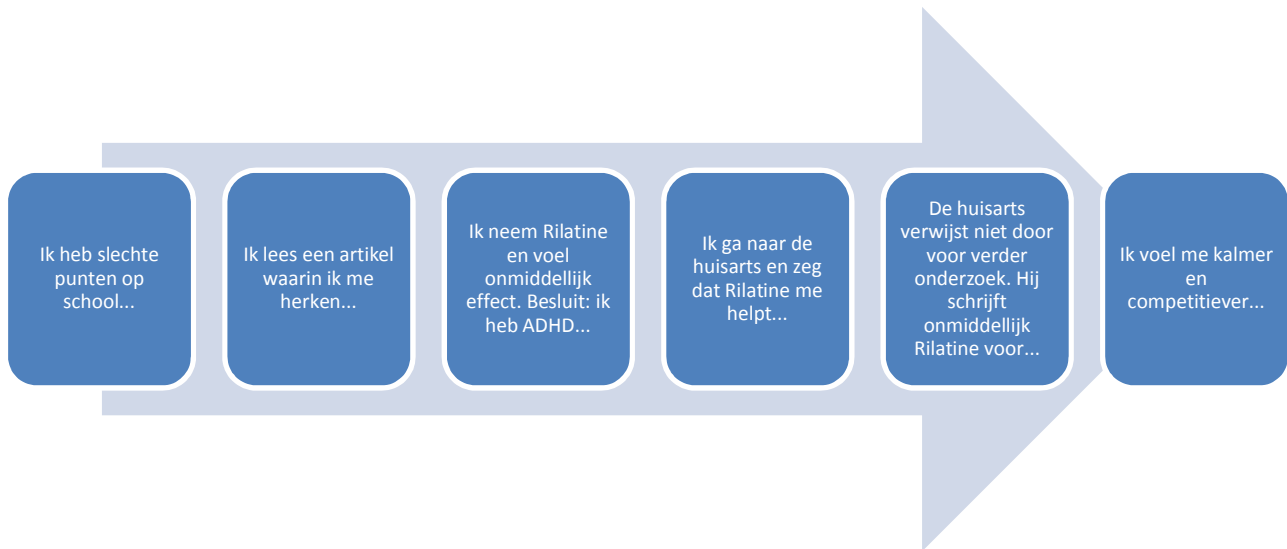 Ik heb slechte
punten op
school...
Ik lees een artikel
waarin ik me
herken...
Ik neem Rilatine
en voel
onmiddellijk
effect. Besluit: ik
heb ADHD...
Ik ga naar de
huisarts en zeg
dat Rilatine me
helpt...
De huisarts
verwijst niet door
voor verder
onderzoek. Hij
schrijft
onmiddellijk
Rilatine voor...
Ik voel me kalmer
en
competitiever...